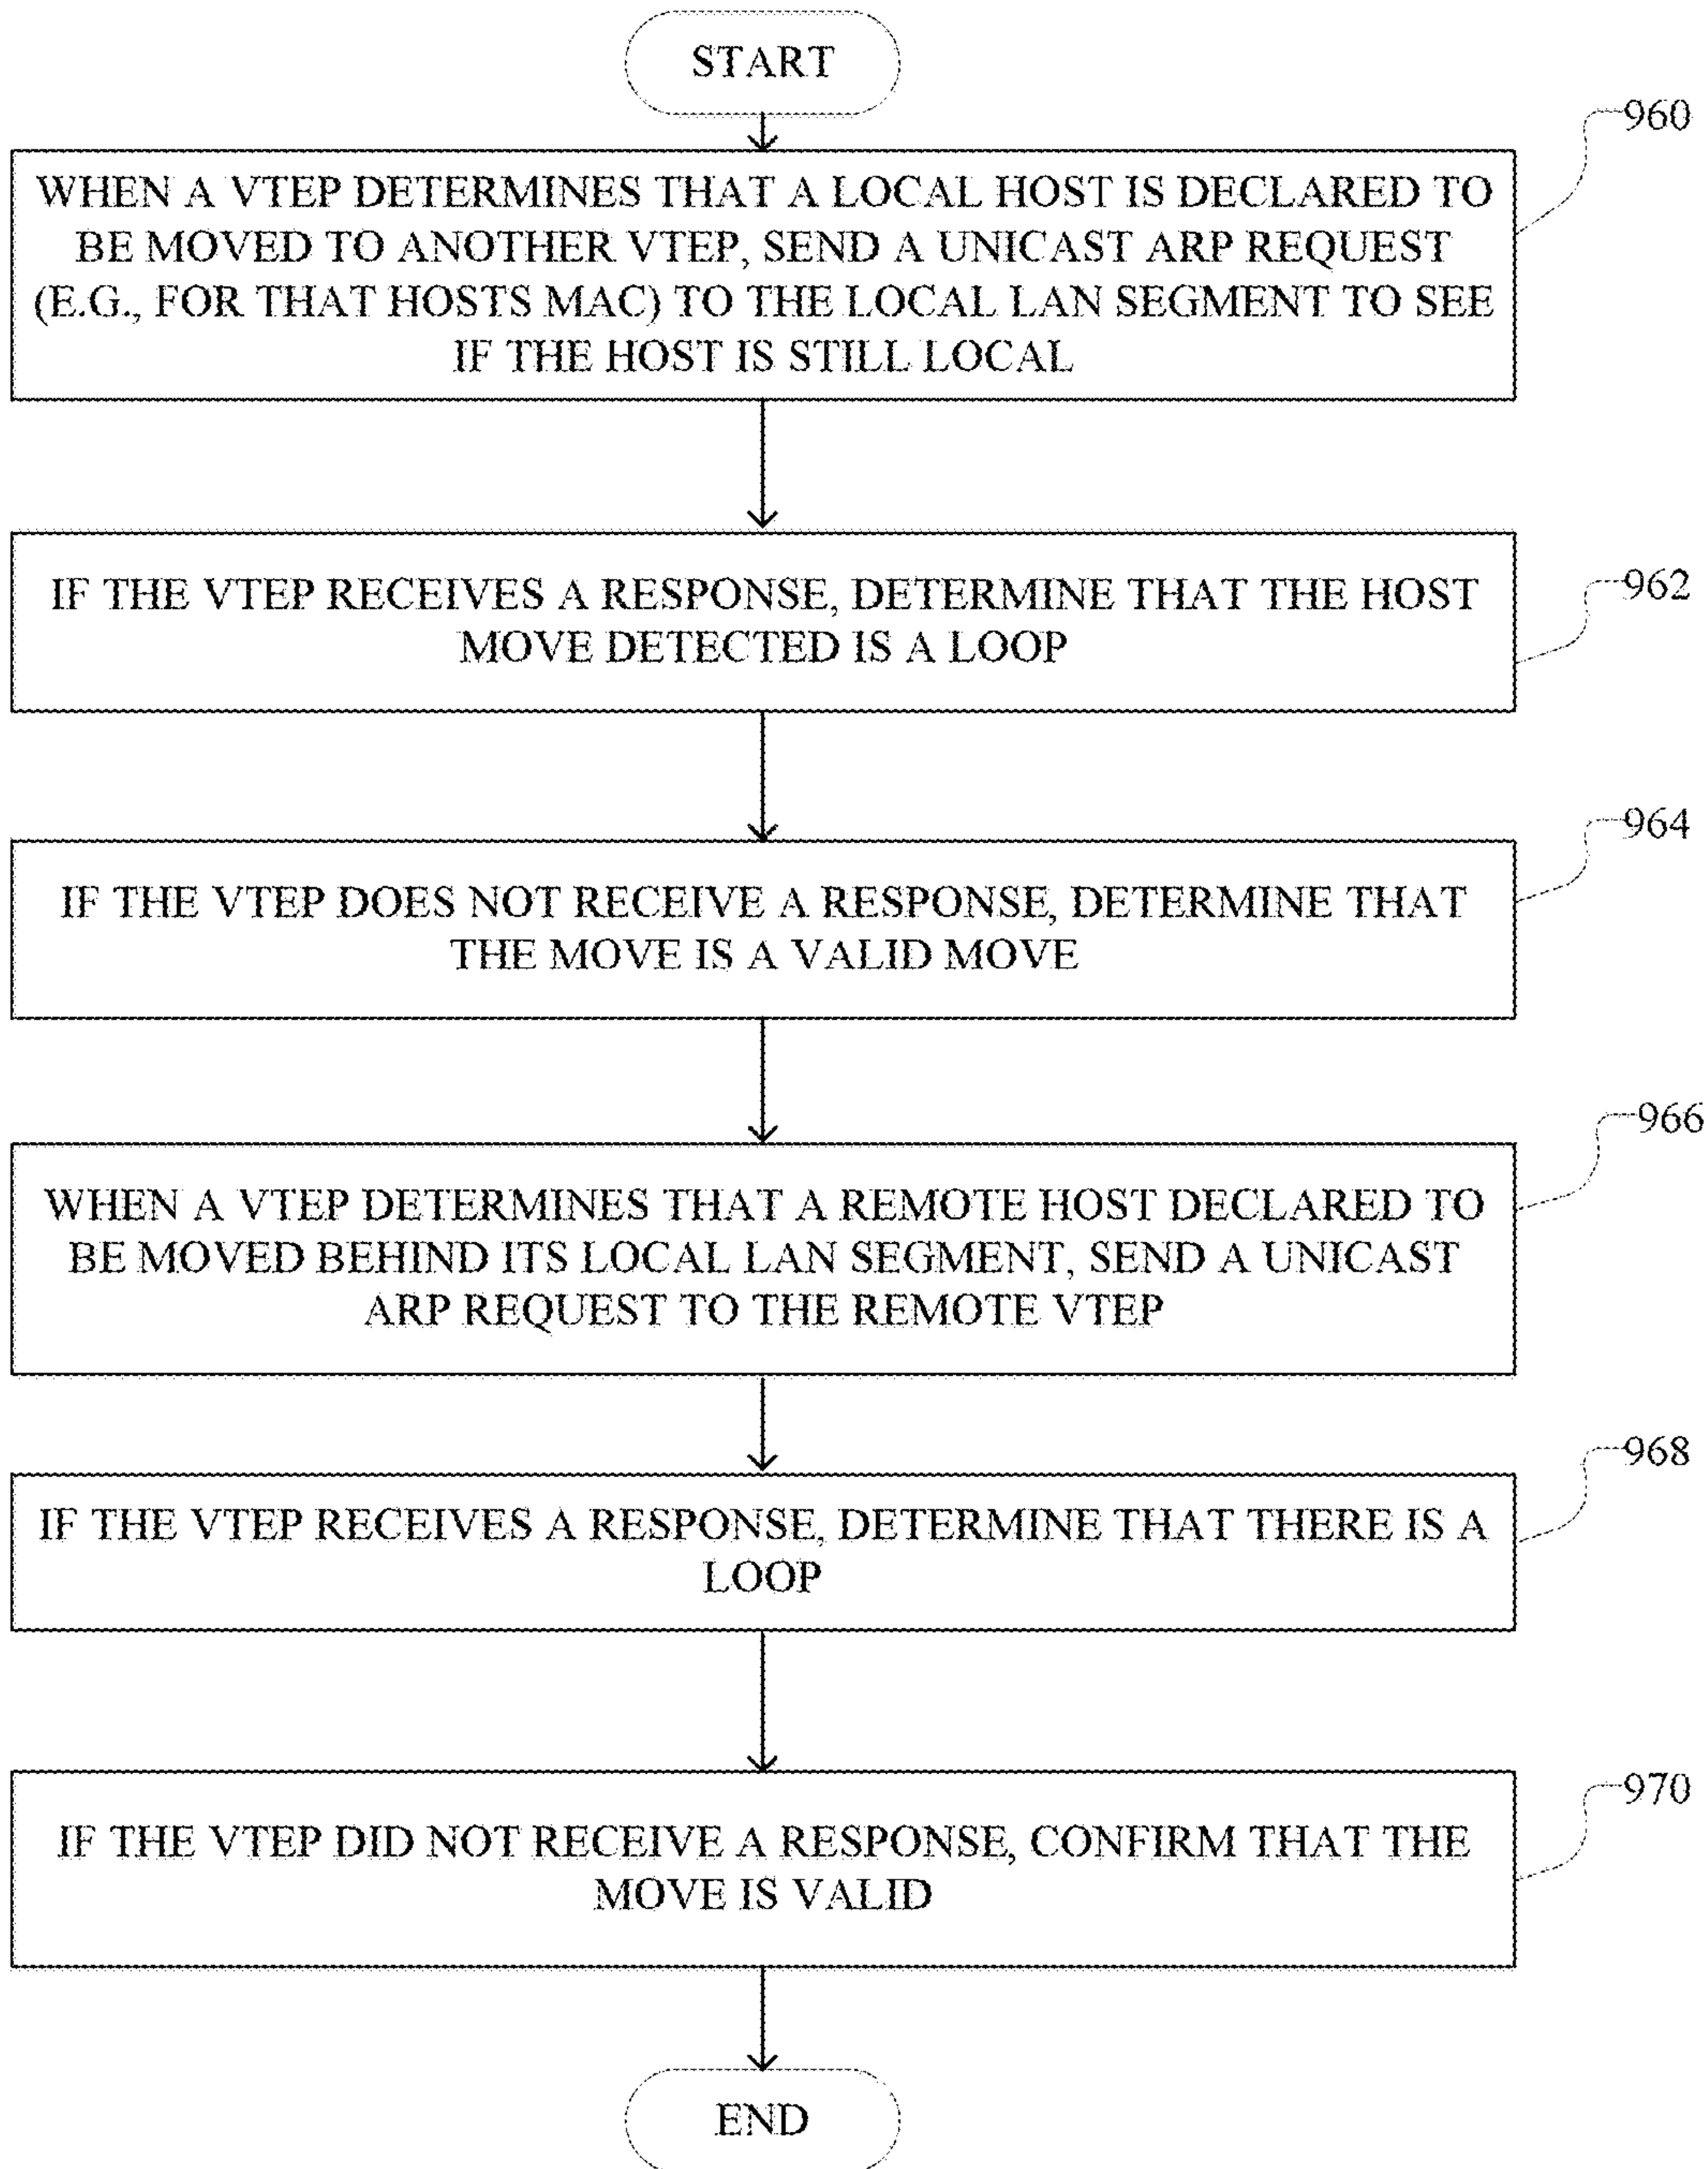 START
960
WHEN A VTEP DETERMINES THAT A LOCAL HOST IS DECLARED TO
BE MOVED TO ANOTHER VTEP, SEND A UNICAST ARP REQUEST
(E.G., FOR THAT HOSTS MAC) TO THE LOCAL LAN SEGMENT TO SEE
IF THE HOST IS STILL LOCAL
962
IF THE VTEP RECEIVES A RESPONSE, DETERMINE THAT THE HOST
MOVE DETECTED IS A LOOP
964
IF THE VTEP DOES NOT RECEIVE A RESPONSE, DETERMINE THAT
THE MOVE IS A VALID MOVE
966
WHEN A VTEP DETERMINES THAT A REMOTE HOST DECLARED TO
BE MOVED BEHIND ITS LOCAL LAN SEGMENT, SEND A UNICAST
ARP REQUEST TO THE REMOTE VTEP
968
IF THE VTEP RECEIVES A RESPONSE, DETERMINE THAT THERE IS A
LOOP
970
IF THE VTEP DID NOT RECEIVE A RESPONSE, CONFIRM THAT THE
MOVE IS VALID
END